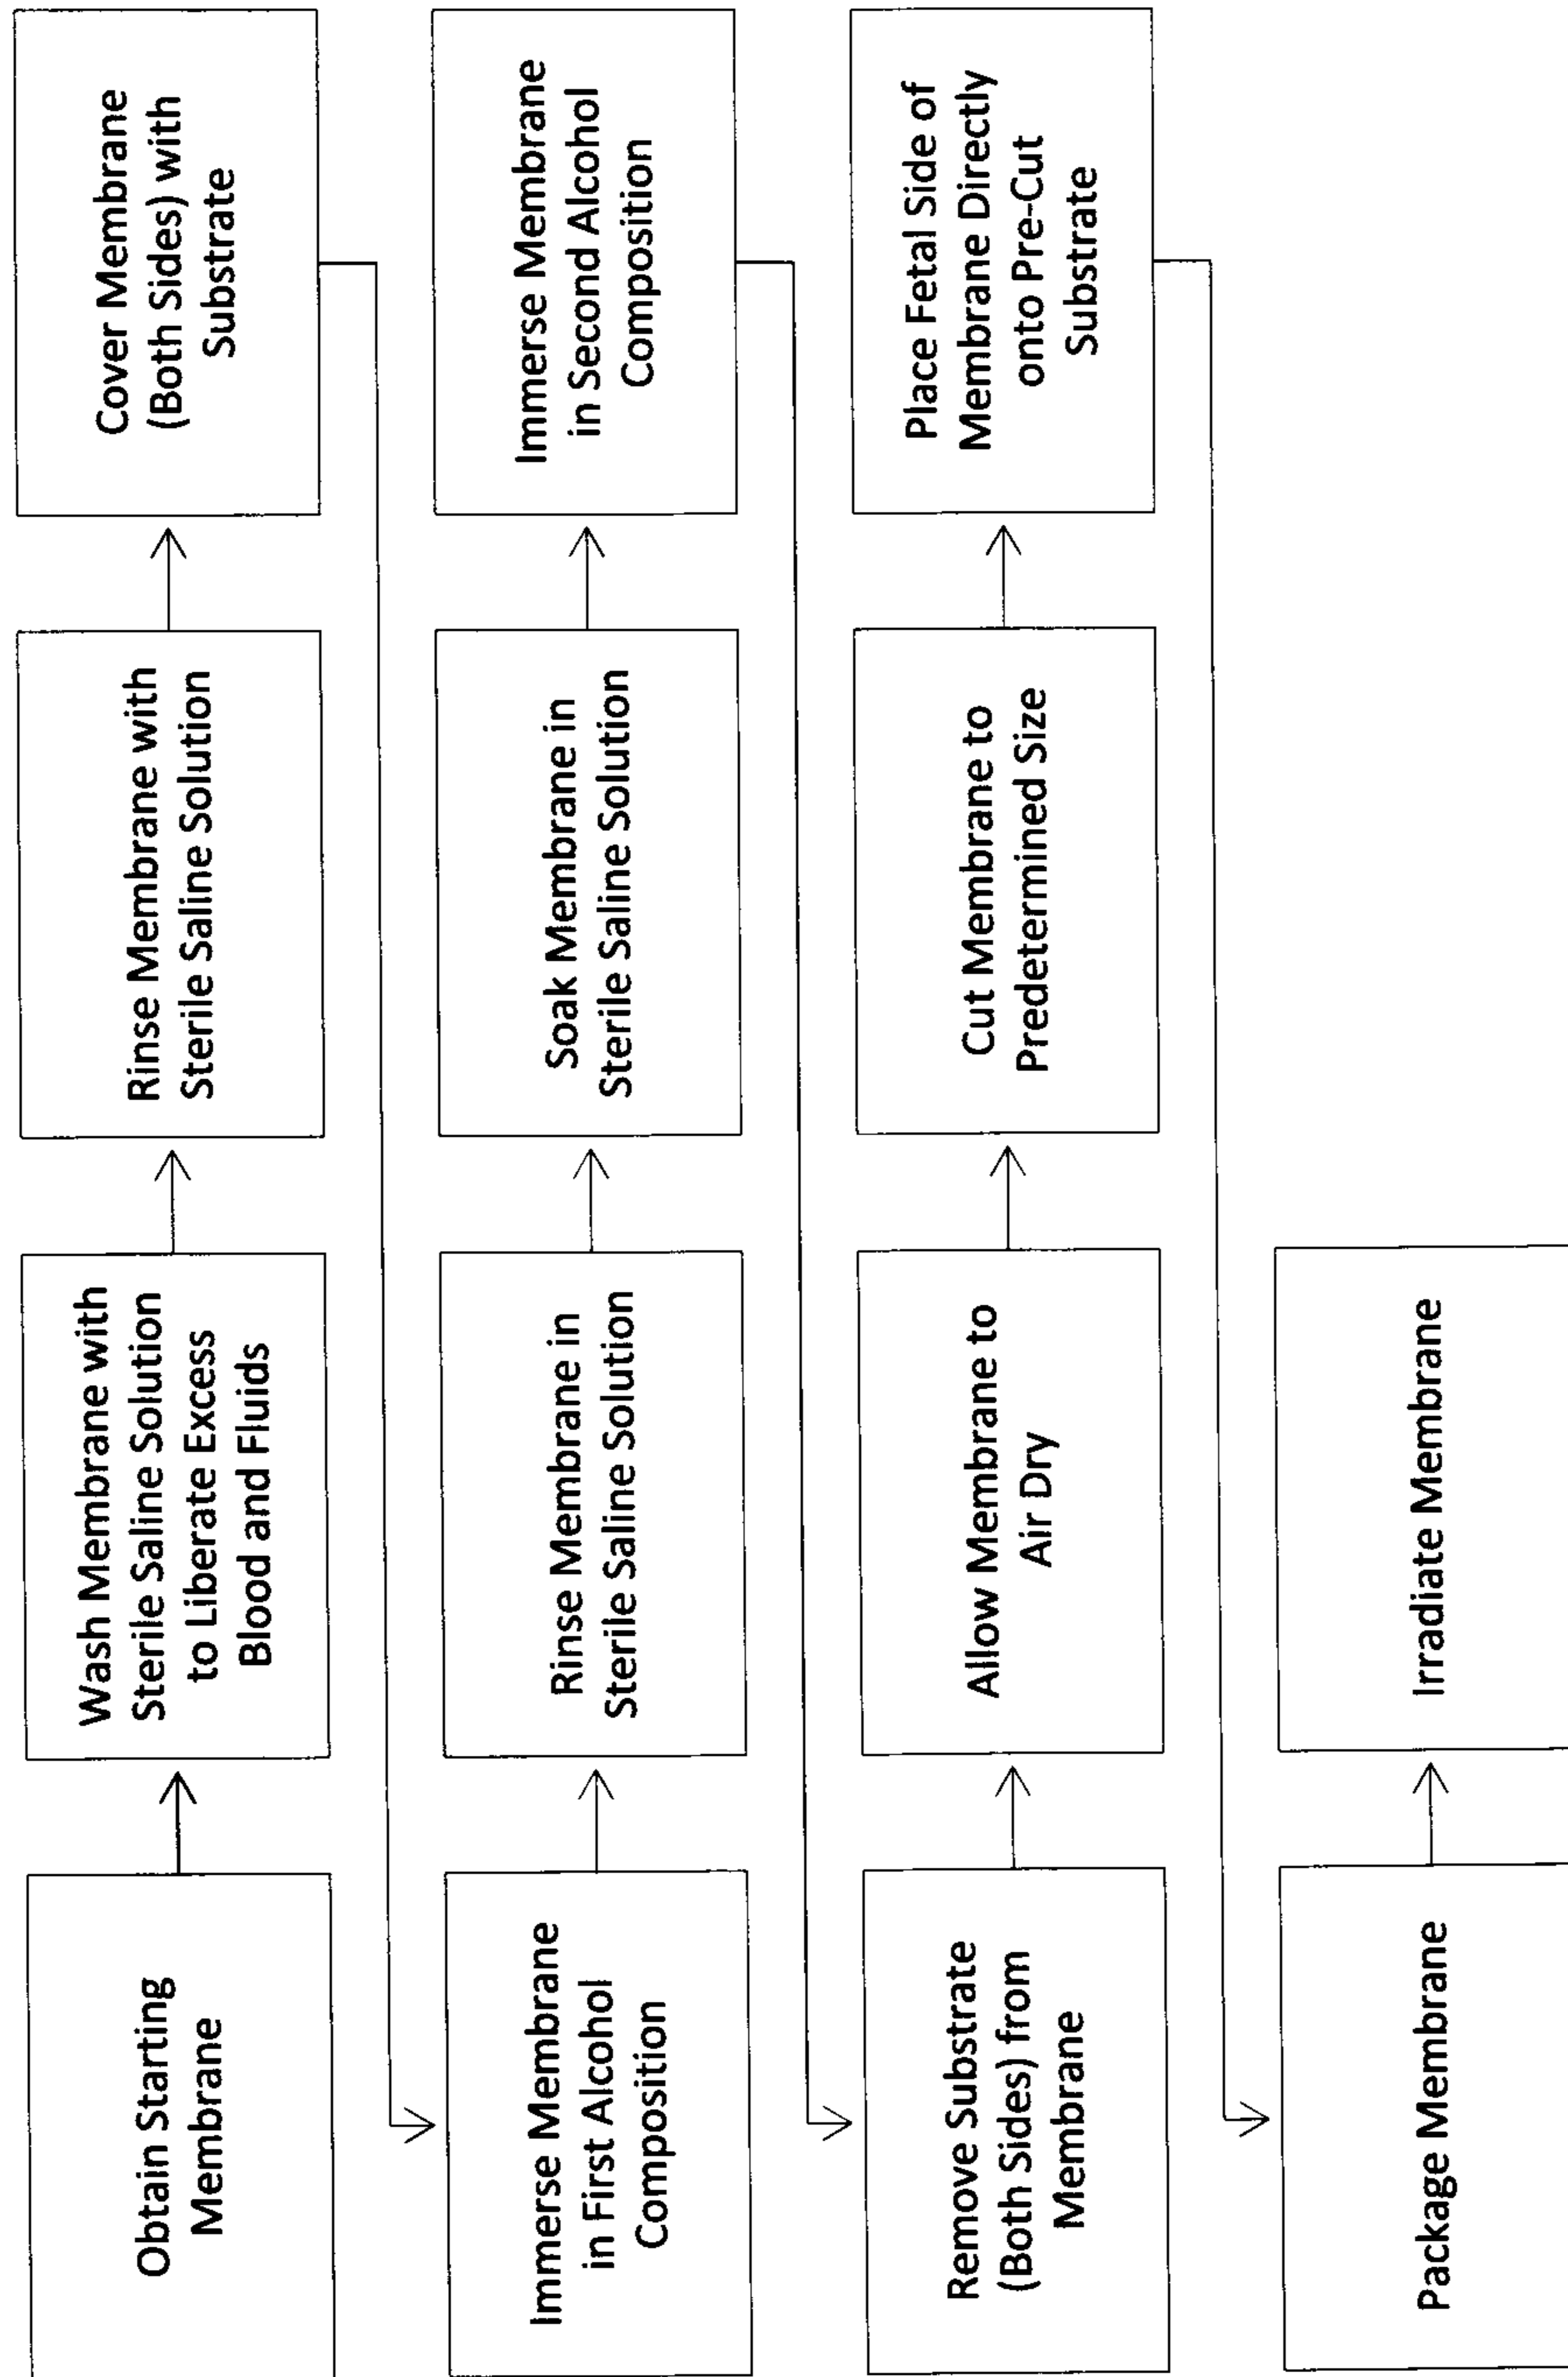 Obtain Starting
Membrane
Wash Membrane with
Sterile Saline Solution
to Liberate Excess
Blood and Fluids
Rinse Membrane with
Sterile Saline Solution
Cover Membrane
(Both Sides) with
Substrate
Immerse Membrane
in First Alcohol
Composition
Rinse Membrane in
Sterile Saline Solution
Soak Membrane in
Sterile Saline Solution
Immerse Membrane
in Second Alcohol
Composition
Remove Substrate
(Both Sides) from
Membrane
Allow Membrane to
Air Dry
Cut Membrane to
Predetermined Size
Place Fetal Side of
Membrane Directly
onto Pre-Cut
Substrate
Package Membrane
Irradiate Membrane